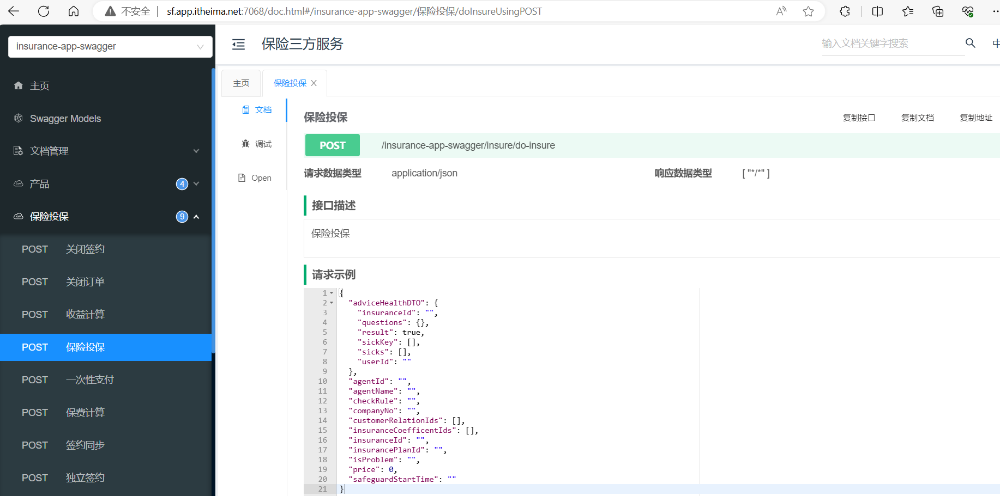 不安全 sf.app.itheima.net:7068/doc.html#/insurance-app-swagger/保险投保/doInsureUsingPOST
insurance-app-swagger
主页
Swagger Models
文档管理
产品 4
保险投保 9
POST 关闭签约
POST 关闭订单
POST 收益计算
POST 保险投保
POST 一次性支付
POST 保费计算
POST 签约同步
POST 独立签约
保险三方服务
输入文档关键字搜索
中
主页 保险投保
文档
调试
Open
保险投保
复制接口 复制文档 复制地址
POST /insurance-app-swagger/insure/do-insure
请求数据类型 application/json 响应数据类型 [ "*/*" ]
接口描述
保险投保
请求示例
1 {
2 "adviceHealthDTO": {
3 "insuranceId": "",
4 "questions": {},
5 "result": true,
6 "sickKey": [],
7 "sicks": [],
8 "userId": ""
9 },
10 "agentId": "",
11 "agentName": "",
12 "checkRule": "",
13 "companyNo": "",
14 "customerRelationIds": [],
15 "insuranceCoefficentIds": [],
16 "insuranceId": "",
17 "insurancePlanId": "",
18 "isProblem": "",
19 "price": 0,
20 "safeguardStartTime": ""
21 }